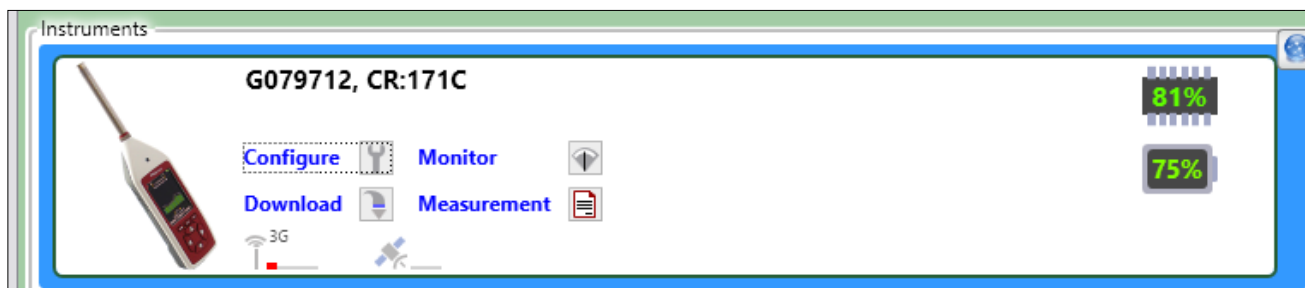 Instruments
G079712, CR:171C
81%
Configure Monitor
75%
Download Measurement
3G